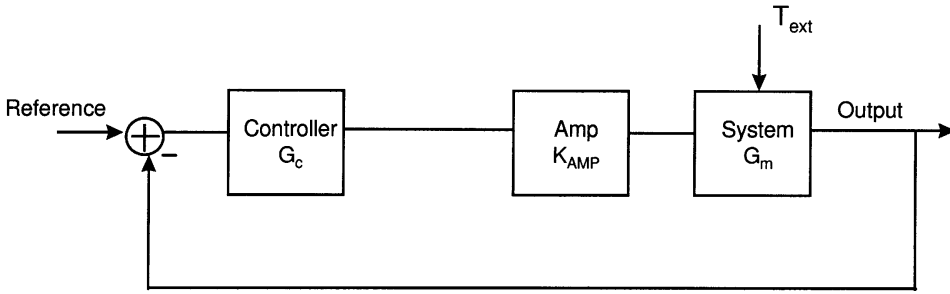 T_ext
Reference
Controller
G_c
Amp
K_AMP
System
G_m
Output